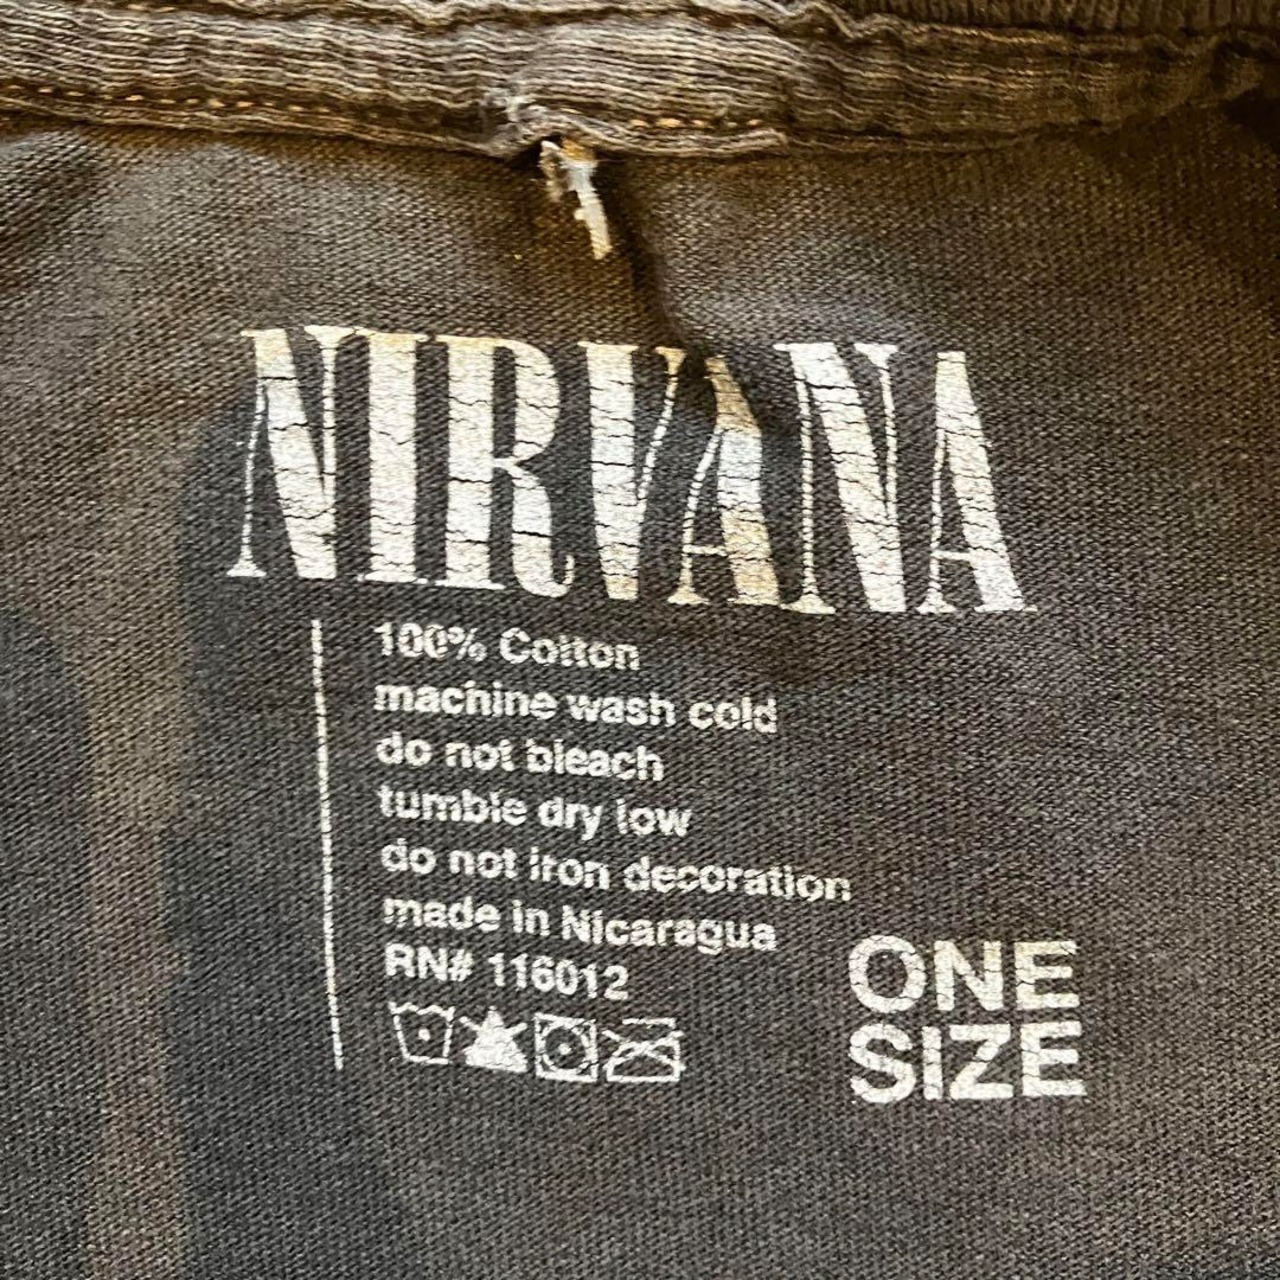 NIRVANA
100% Cotton
machine wash cold
do not bleach
tumble dry low
do not iron decoration
made in Nicaragua
RN# 116012
ONE
SIZE